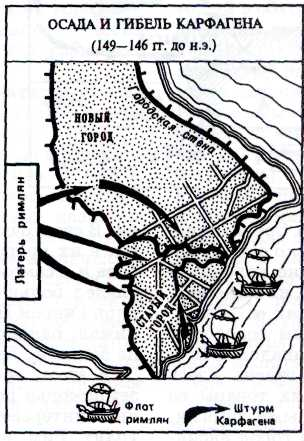 ОСАДА И ГИБЕЛЬ КАРФАГЕНА
(149—146 гг. до н.э.)
Городская стена
НОВЫЙ
ГОРОД
Лагерь римлян
СТАРЫЙ
ГОРОД
Флот
римлян
Штурм
Карфагена